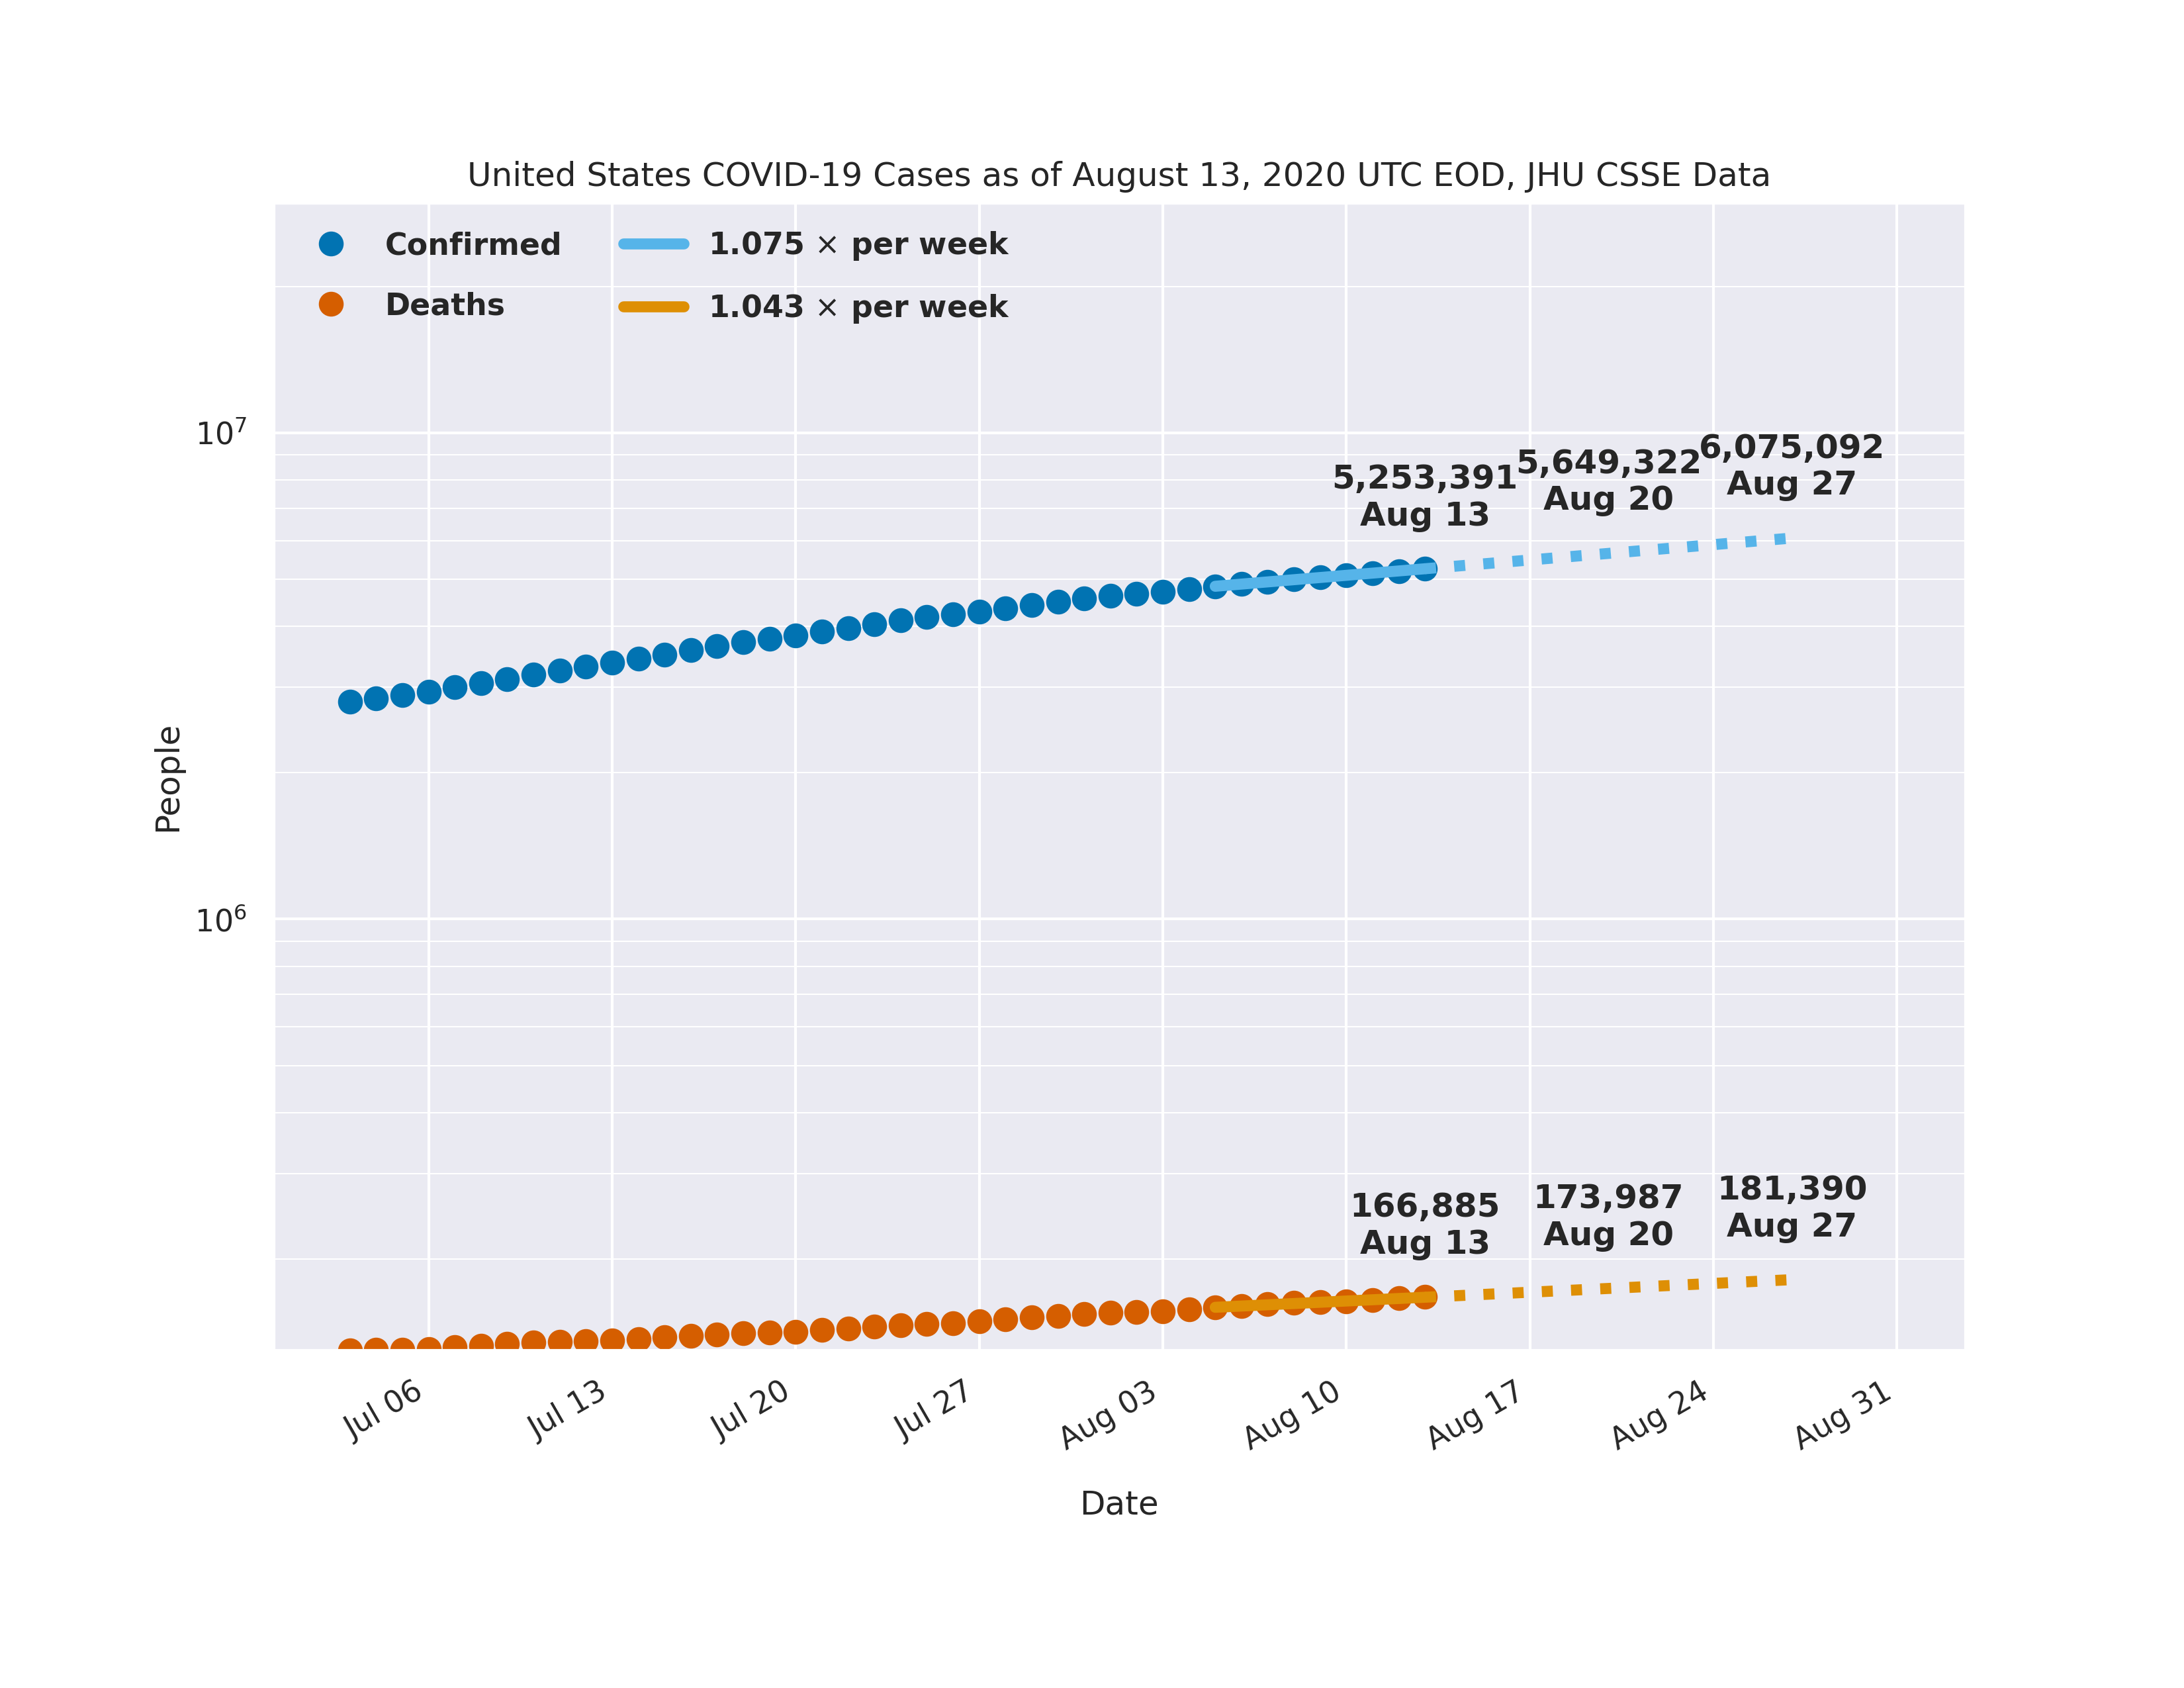 United States COVID-19 Cases as of August 13, 2020 UTC EOD, JHU CSSE Data
Confirmed
Deaths
1.075 × per week
1.043 × per week
10⁷
10⁶
People
5,253,391
Aug 13
5,649,322
Aug 20
6,075,092
Aug 27
166,885
Aug 13
173,987
Aug 20
181,390
Aug 27
Jul 06
Jul 13
Jul 20
Jul 27
Aug 03
Aug 10
Aug 17
Aug 24
Aug 31
Date